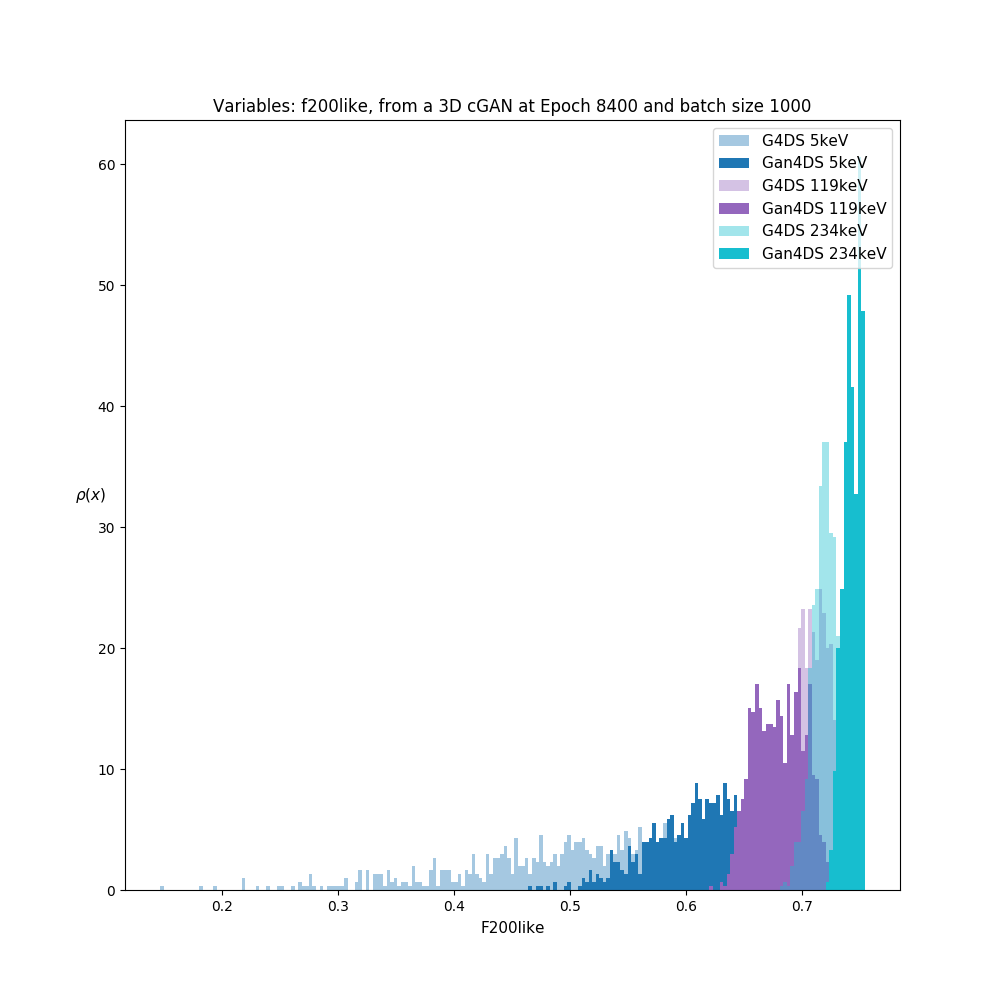 Variables: f200like, from a 3D cGAN at Epoch 8400 and batch size 1000
G4DS 5keV
Gan4DS 5keV
G4DS 119keV
Gan4DS 119keV
G4DS 234keV
Gan4DS 234keV
60
50
40
ρ(x)
30
20
10
0
0.2 0.3 0.4 0.5 0.6 0.7
F200like